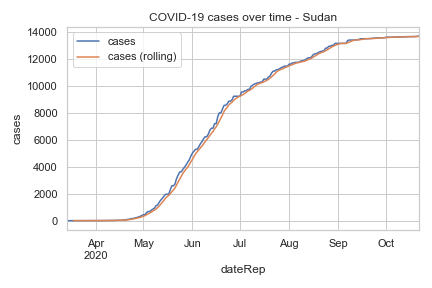 COVID-19 cases over time - Sudan
cases
cases (rolling)
14000
12000
10000
8000
6000
4000
2000
0
cases
Apr May Jun Jul Aug Sep Oct
2020
dateRep